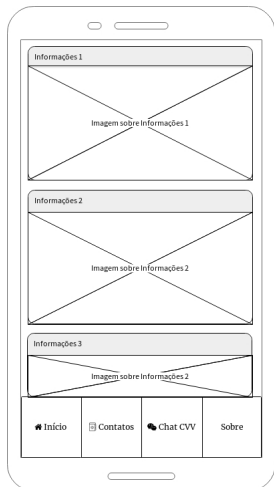 Informações 1
Imagem sobre Informações 1
Informações 2
Imagem sobre Informações 2
Informações 3
Imagem sobre Informações 2
Início
Contatos
Chat CVV
Sobre